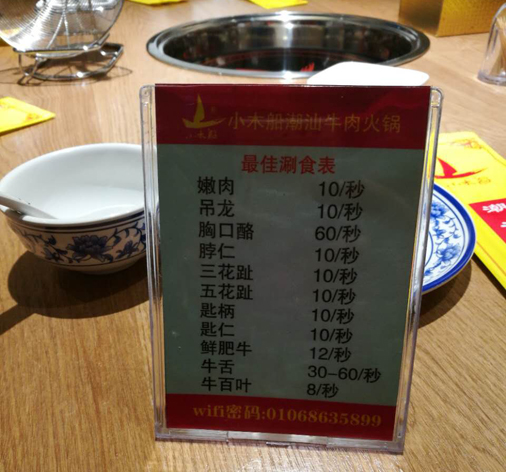 小木船潮汕牛肉火锅
小木船
最佳涮食表
嫩肉 10/秒
吊龙 10/秒
胸口酪 60/秒
脖仁 10/秒
三花趾 10/秒
五花趾 10/秒
匙柄 10/秒
匙仁 10/秒
鲜肥牛 12/秒
牛舌 30-60/秒
牛百叶 8/秒
wifi密码:01068635899